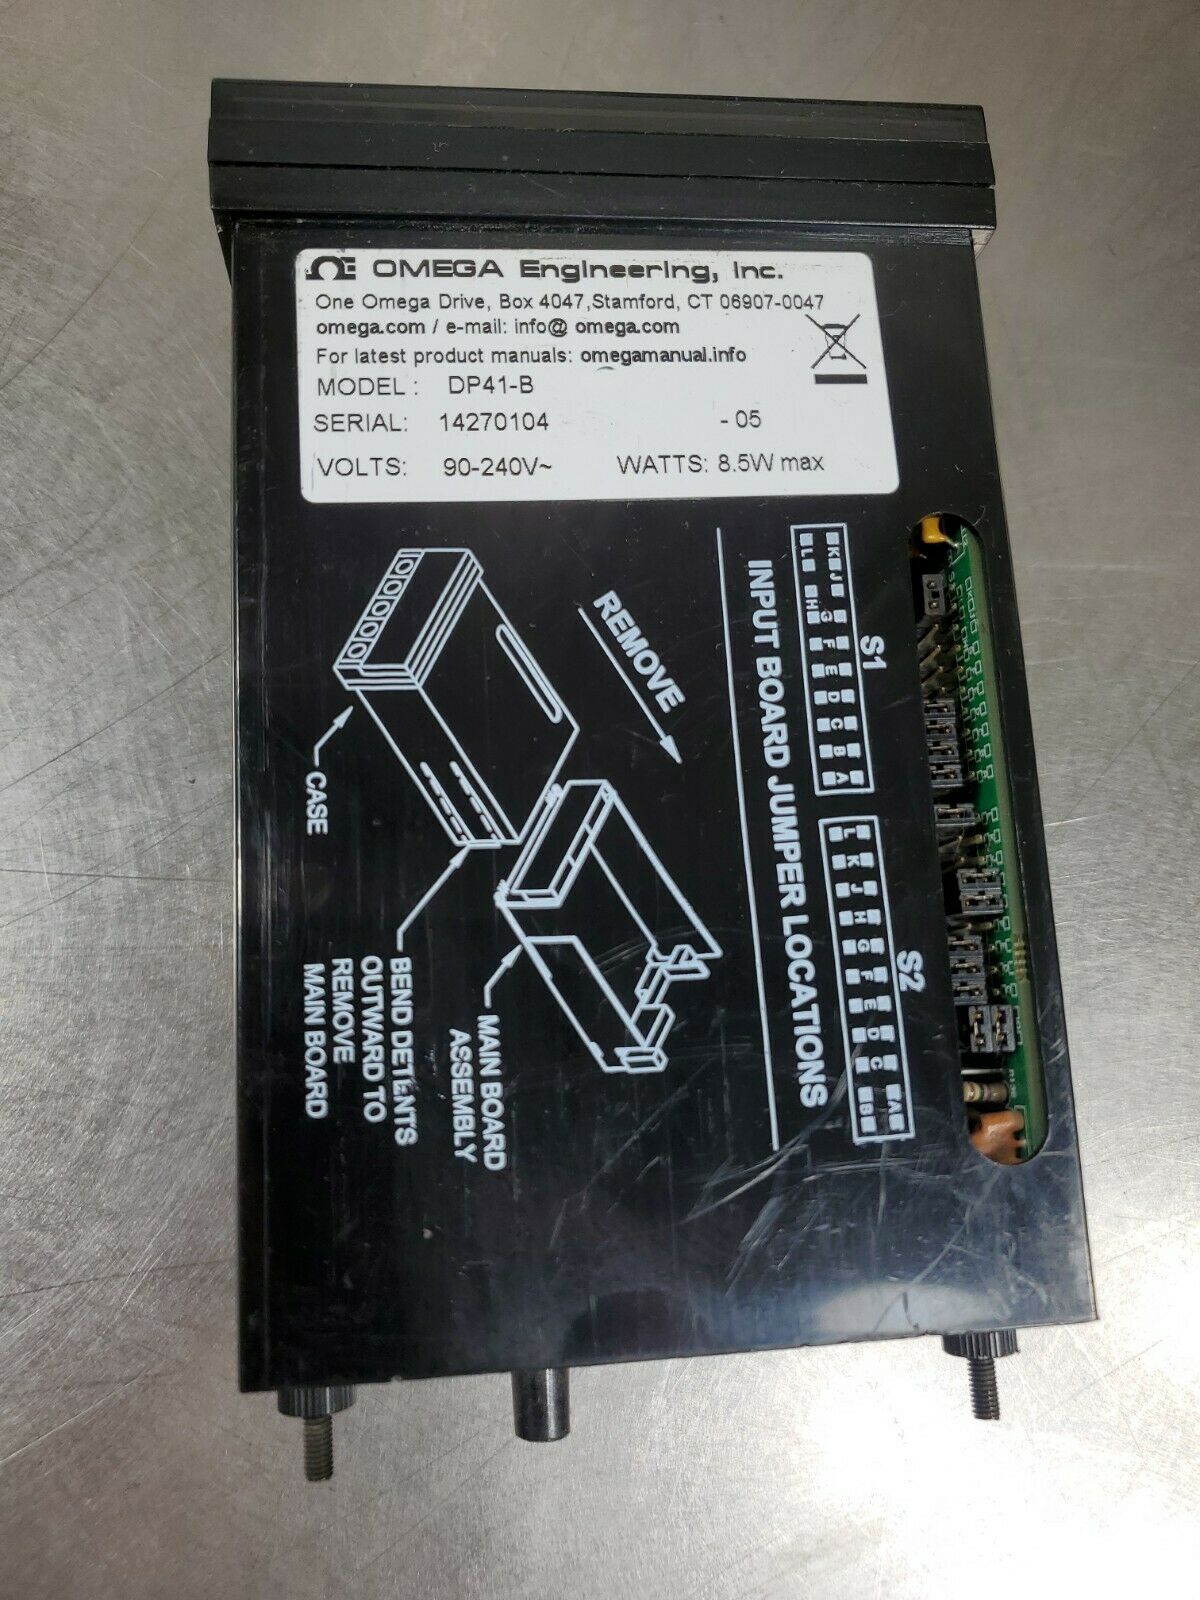 OMEGA Engineering, Inc.
One Omega Drive, Box 4047,Stamford, CT 06907-0047
omega.com / e-mail: info@ omega.com
For latest product manuals: omegamanual.info
MODEL : DP41-B
SERIAL: 14270104 - 05
VOLTS: 90-240V~ WATTS: 8.5W max
S1
K J G F E D C B A
L H
S2
L K J H G F E D C A
B
INPUT BOARD JUMPER LOCATIONS
REMOVE
CASE
MAIN BOARD
ASSEMBLY
BEND DETENTS
OUTWARD TO
REMOVE
MAIN BOARD